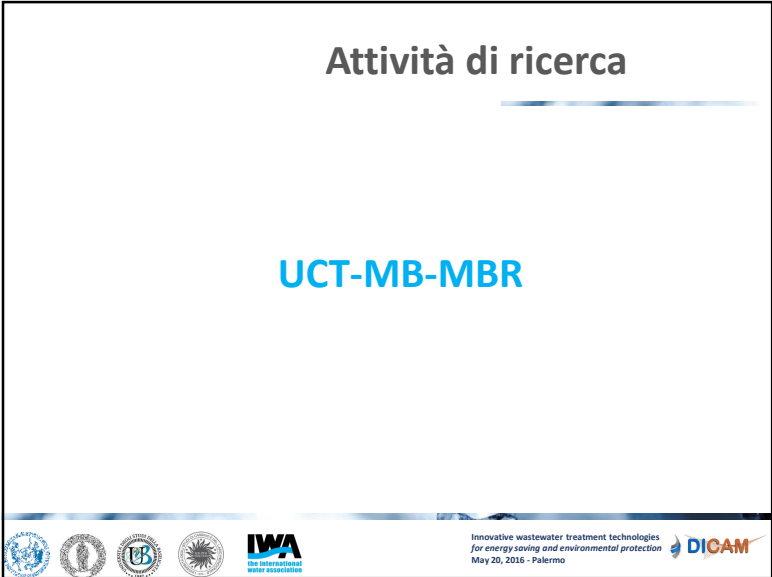 Attività di ricerca
UCT-MB-MBR
IWA
the international
water association
Innovative wastewater treatment technologies
for energy saving and environmental protection
May 20, 2016 - Palermo
DICAM